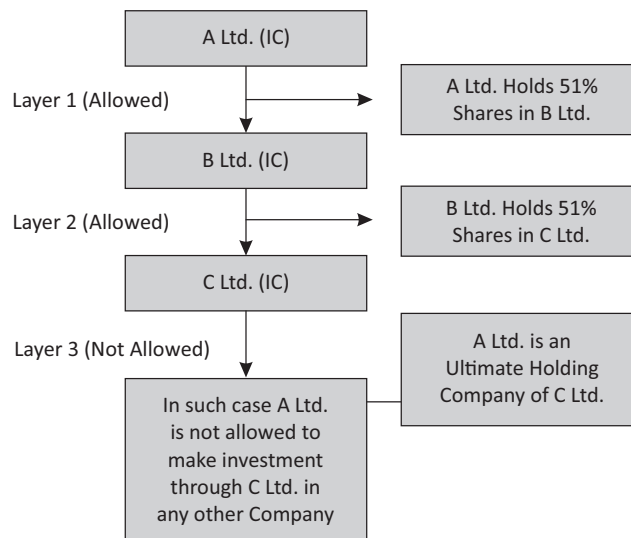 A Ltd. (IC)
Layer 1 (Allowed)
A Ltd. Holds 51%
Shares in B Ltd.
B Ltd. (IC)
Layer 2 (Allowed)
B Ltd. Holds 51%
Shares in C Ltd.
C Ltd. (IC)
Layer 3 (Not Allowed)
A Ltd. is an
Ultimate Holding
Company of C Ltd.
In such case A Ltd.
is not allowed to
make investment
through C Ltd. in
any other Company